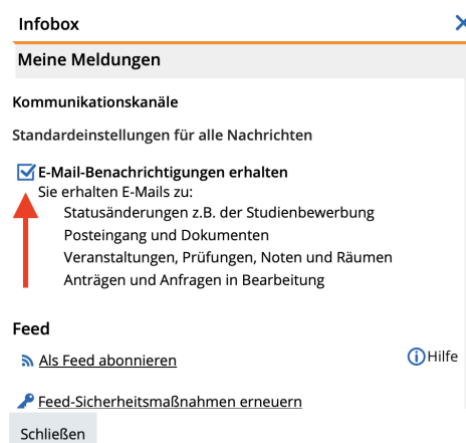 Infobox
Meine Meldungen
Kommunikationskanäle
Standardeinstellungen für alle Nachrichten
E-Mail-Benachrichtigungen erhalten
Sie erhalten E-Mails zu:
Statusänderungen z.B. der Studienbewerbung
Posteingang und Dokumenten
Veranstaltungen, Prüfungen, Noten und Räumen
Anträgen und Anfragen in Bearbeitung
Feed
Als Feed abonnieren Hilfe
Feed-Sicherheitsmaßnahmen erneuern
Schließen